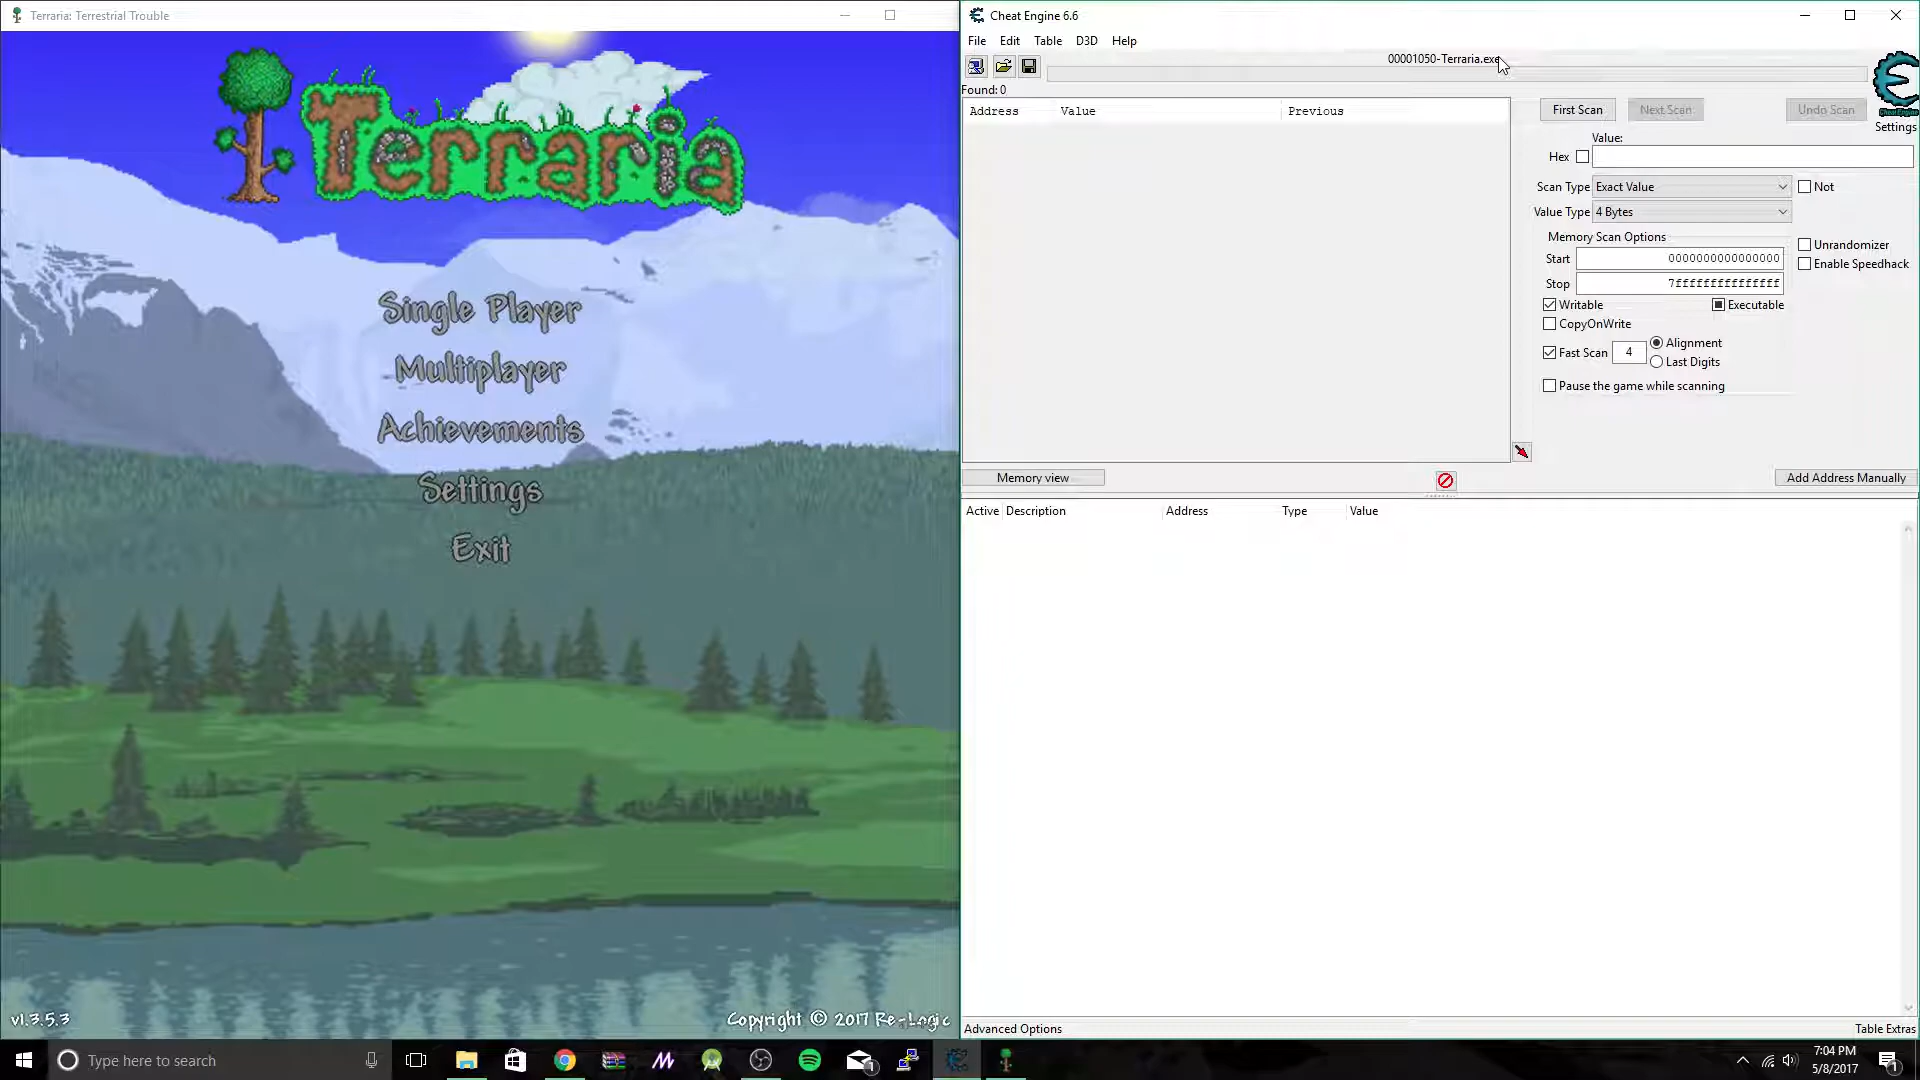 Terraria: Terrestrial Trouble
Terraria
Single Player
Multiplayer
Achievements
Settings
Exit
v1.3.5.3
Copyright © 2017 Re-Logic
Cheat Engine 6.6
File Edit Table D3D Help
00001050-Terraria.exe
Found: 0
Address Value Previous
First Scan Next Scan Undo Scan
Settings
Value:
Hex
Scan Type Exact Value Not
Value Type 4 Bytes
Memory Scan Options
Start 0000000000000000
Stop 7fffffffffffffff
Unrandomizer
Enable Speedhack
Writable Executable
CopyOnWrite
Fast Scan 4 Alignment
Last Digits
Pause the game while scanning
Memory view Add Address Manually
Active Description Address Type Value
Advanced Options Table Extras
Type here to search
1
7:04 PM
5/8/2017
1